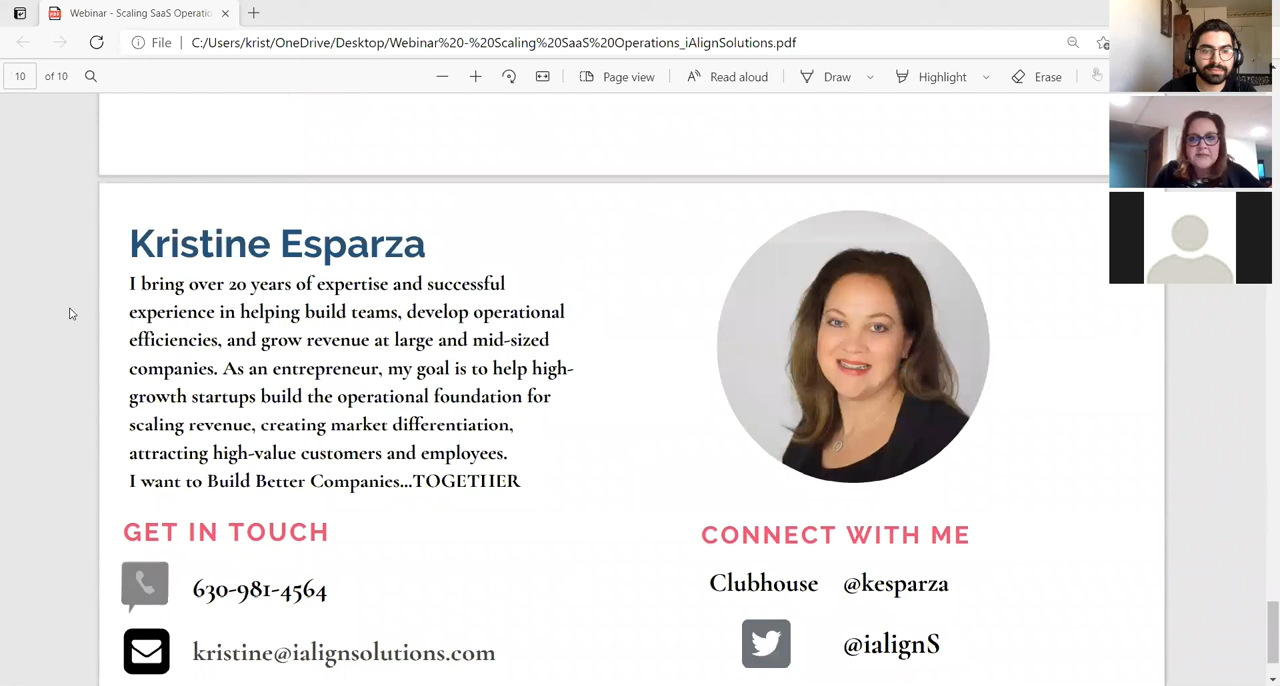 Webinar - Scaling SaaS Operatio
File
C:/Users/krist/OneDrive/Desktop/Webinar%20-%20Scaling%20SaaS%20Operations_iAlignSolutions.pdf
10 of 10
Page view
Read aloud
Draw
Highlight
Erase
Kristine Esparza
I bring over 20 years of expertise and successful
experience in helping build teams, develop operational
efficiencies, and grow revenue at large and mid-sized
companies. As an entrepreneur, my goal is to help high-
growth startups build the operational foundation for
scaling revenue, creating market differentiation,
attracting high-value customers and employees.
I want to Build Better Companies...TOGETHER
GET IN TOUCH
630-981-4564
kristine@ialignsolutions.com
CONNECT WITH ME
Clubhouse @kesparza
@ialignS